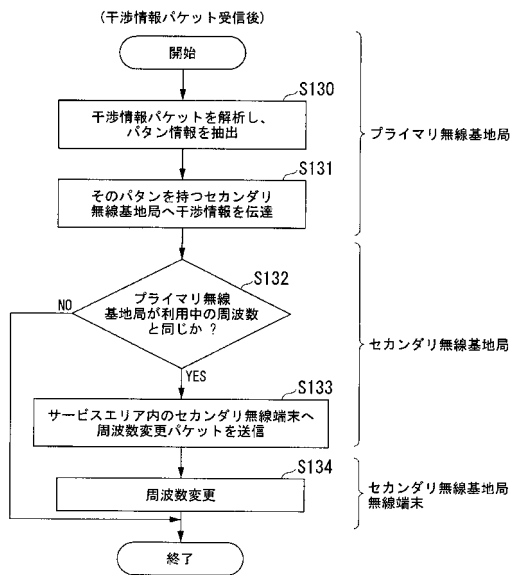 (干渉情報パケット受信後)
開始
S130
干渉情報パケットを解析し、
パタン情報を抽出
プライマリ無線基地局
S131
そのパタンを持つセカンダリ
無線基地局へ干渉情報を伝達
S132
プライマリ無線
基地局が利用中の周波数
と同じか ?
NO
YES
セカンダリ無線基地局
S133
サービスエリア内のセカンダリ無線端末へ
周波数変更パケットを送信
S134
周波数変更
セカンダリ無線基地局
無線端末
終了